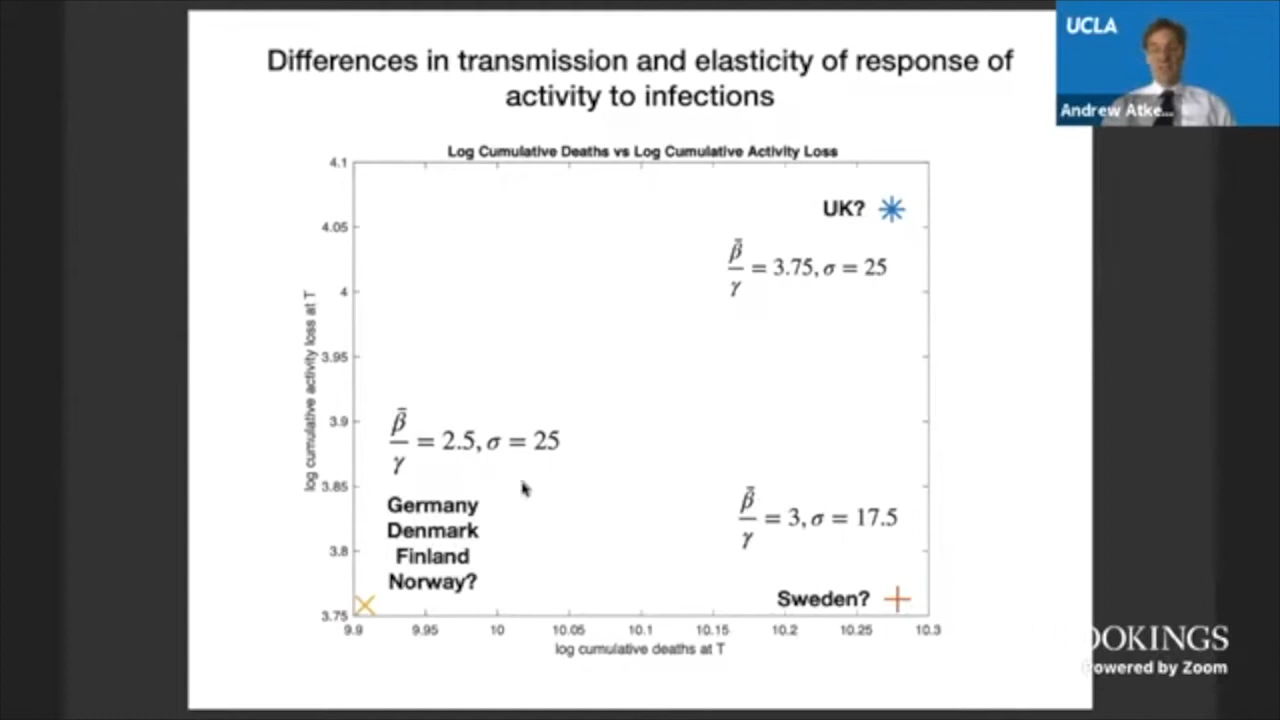 Differences in transmission and elasticity of response of
activity to infections
UCLA
Andrew Atke...
Log Cumulative Deaths vs Log Cumulative Activity Loss
log cumulative activity loss at T
4.1
4.05
4
3.95
3.9
3.85
3.8
3.75
UK?
β̄/γ = 3.75, σ = 25
β̄/γ = 2.5, σ = 25
Germany
Denmark
Finland
Norway?
β̄/γ = 3, σ = 17.5
Sweden?
9.9 9.95 10 10.05 10.1 10.15 10.2 10.25 10.3
log cumulative deaths at T
OOKINGS
Powered by Zoom